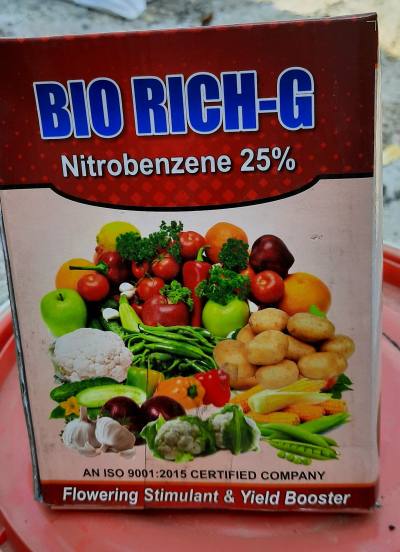 BIO RICH-G
Nitrobenzene 25%
AN ISO 9001:2015 CERTIFIED COMPANY
Flowering Stimulant & Yield Booster